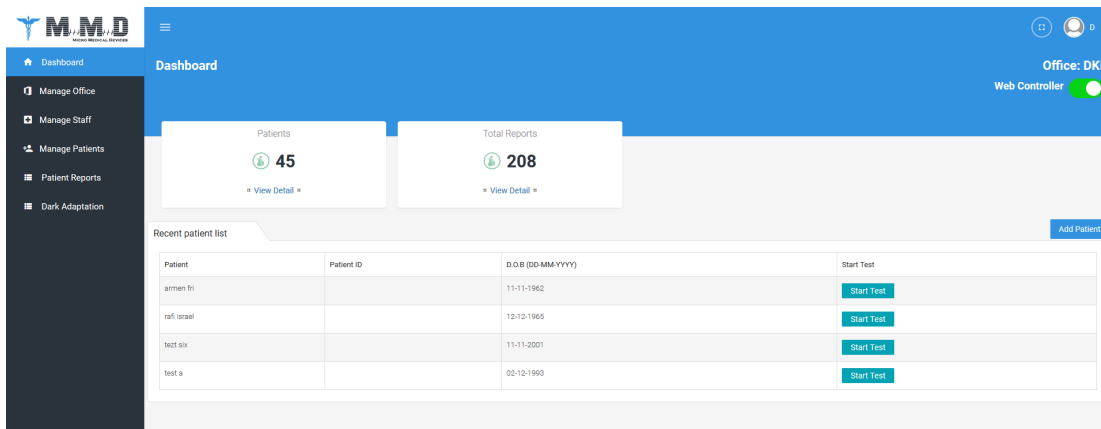 M.M.D
MICRO MEDICAL DEVICES
D
Dashboard
Manage Office
Manage Staff
Manage Patients
Patient Reports
Dark Adaptation
Dashboard
Office: DK
Web Controller
Patients
45
View Detail
Total Reports
208
View Detail
Recent patient list
Add Patient
Patient Patient ID D.O.B (DD-MM-YYYY) Start Test
armen fri 11-11-1962 Start Test
rafi israel 12-12-1965 Start Test
tezt six 11-11-2001 Start Test
test a 02-12-1993 Start Test